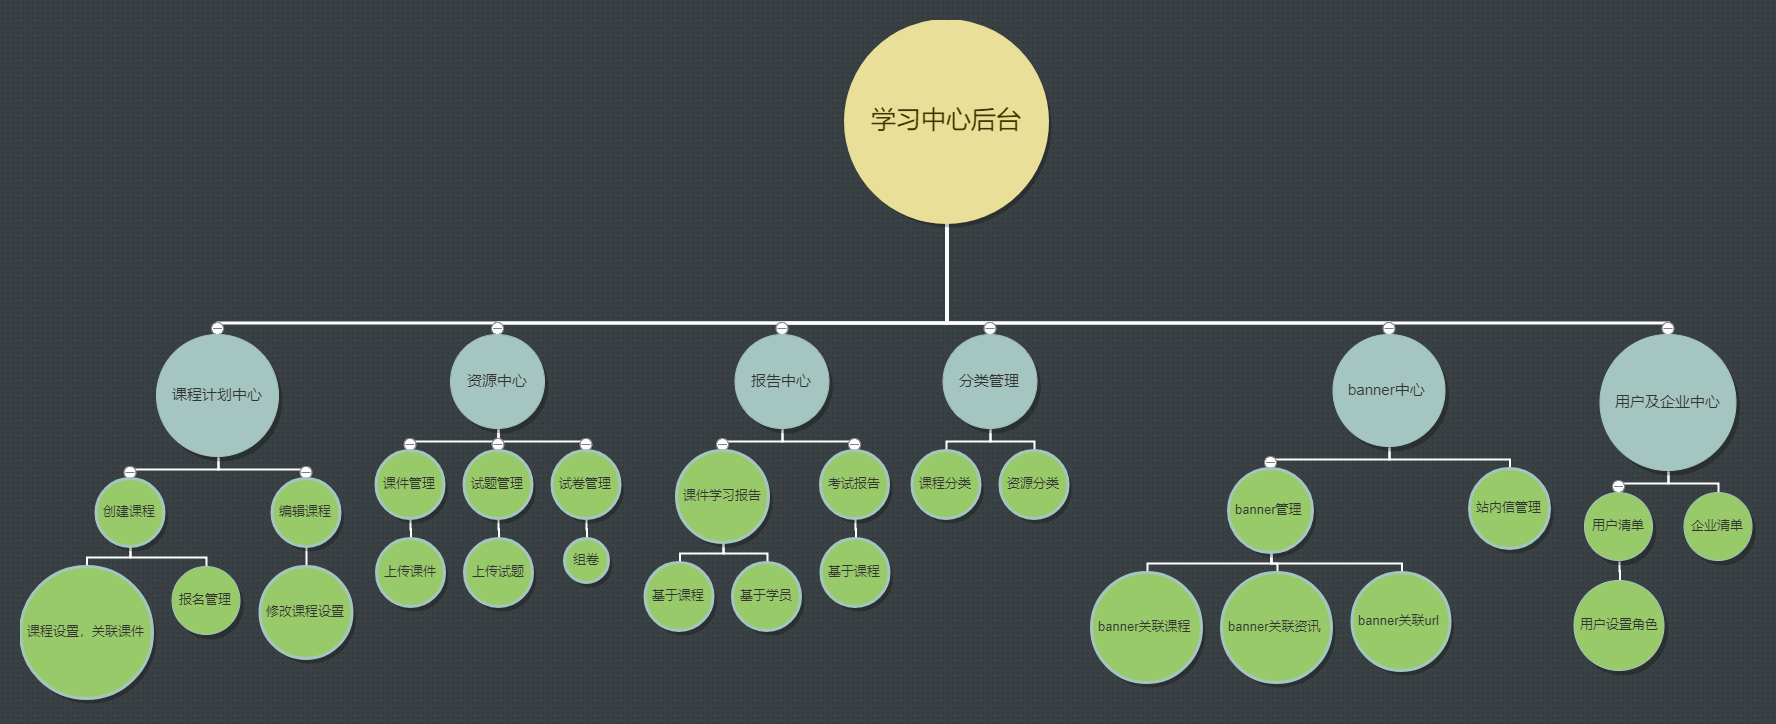 学习中心后台
课程计划中心
资源中心
报告中心
分类管理
banner中心
用户及企业中心
创建课程
编辑课程
课件管理
试题管理
试卷管理
课件学习报告
考试报告
课程分类
资源分类
banner管理
站内信管理
用户清单
企业清单
课程设置，关联课件
报名管理
修改课程设置
上传课件
上传试题
组卷
基于课程
基于学员
基于课程
banner关联课程
banner关联资讯
banner关联url
用户设置角色